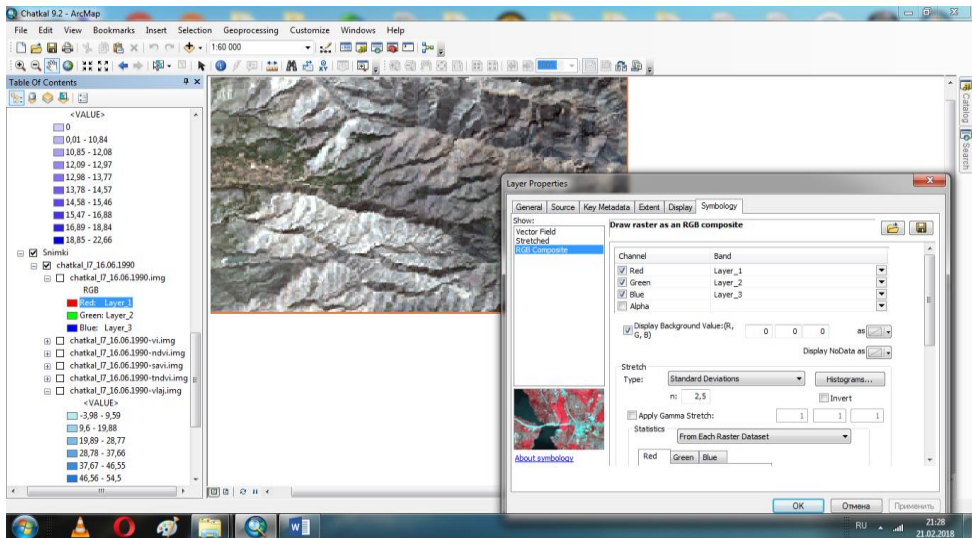 Chatkal 9.2 - ArcMap
File Edit View Bookmarks Insert Selection Geoprocessing Customize Windows Help
1:60 000
Table Of Contents
<VALUE>
0
0,01 - 10,84
10,85 - 12,08
12,09 - 12,97
12,98 - 13,77
13,78 - 14,57
14,58 - 15,46
15,47 - 16,88
16,89 - 18,84
18,85 - 22,66
Snimki
chatkal_l7_16.06.1990
chatkal_l7_16.06.1990.img
RGB
Red: Layer_1
Green: Layer_2
Blue: Layer_3
chatkal_l7_16.06.1990-vi.img
chatkal_l7_16.06.1990-ndvi.img
chatkal_l7_16.06.1990-savi.img
chatkal_l7_16.06.1990-tndvi.img
chatkal_l7_16.06.1990-vlaj.img
<VALUE>
-3,98 - 9,59
9,6 - 19,88
19,89 - 28,77
28,78 - 37,66
37,67 - 46,55
46,56 - 54,5
Catalog
Search
Layer Properties
General Source Key Metadata Extent Display Symbology
Show:
Vector Field
Stretched
RGB Composite
Draw raster as an RGB composite
Channel Band
Red Layer_1
Green Layer_2
Blue Layer_3
Alpha
Display Background Value:(R, G, B) 0 0 0 as
Display NoData as
Stretch
Type: Standard Deviations Histograms...
n: 2,5 Invert
Apply Gamma Stretch: 1 1 1
Statistics
From Each Raster Dataset
Red Green Blue
About symbology
OK Отмена Применить
RU 21:28
21.02.2018